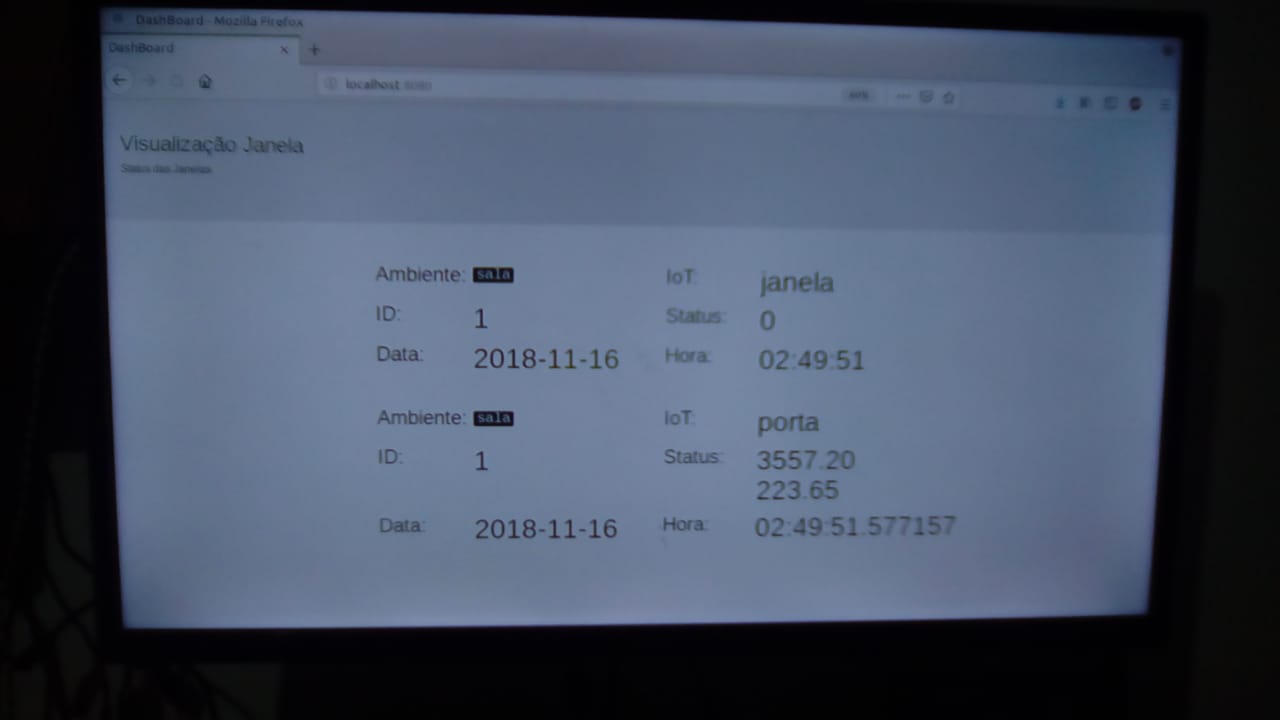 DashBoard - Mozilla Firefox
DashBoard
localhost:8080
60%
Visualização Janela
Status das Janelas
Ambiente: sala IoT: janela
ID: 1 Status: 0
Data: 2018-11-16 Hora: 02:49:51
Ambiente: sala IoT: porta
ID: 1 Status: 3557.20
223.65
Data: 2018-11-16 Hora: 02:49:51.577157